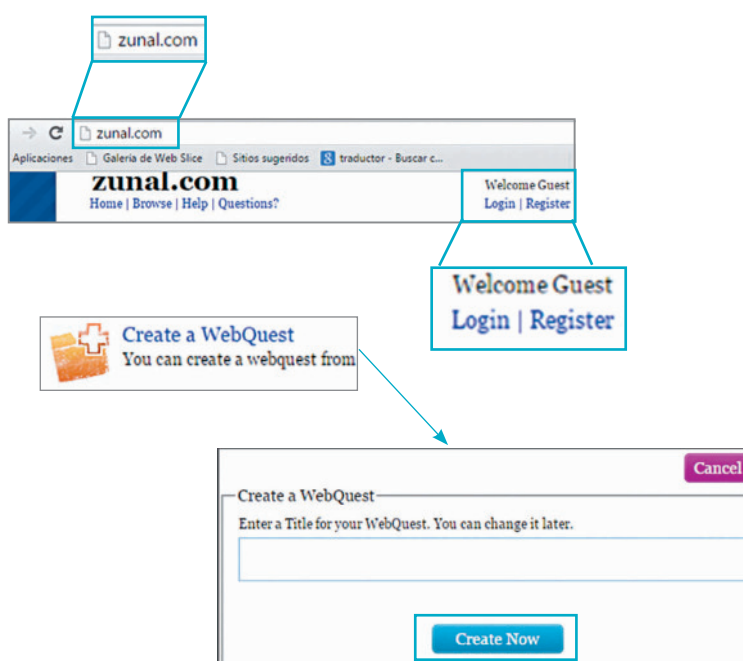 zunal.com
zunal.com
Aplicaciones Galería de Web Slice Sitios sugeridos 8 traductor - Buscar c...
zunal.com
Home | Browse | Help | Questions?
Welcome Guest
Login | Register
Welcome Guest
Login | Register
Create a WebQuest
You can create a webquest from
Cancel
Create a WebQuest
Enter a Title for your WebQuest. You can change it later.
Create Now